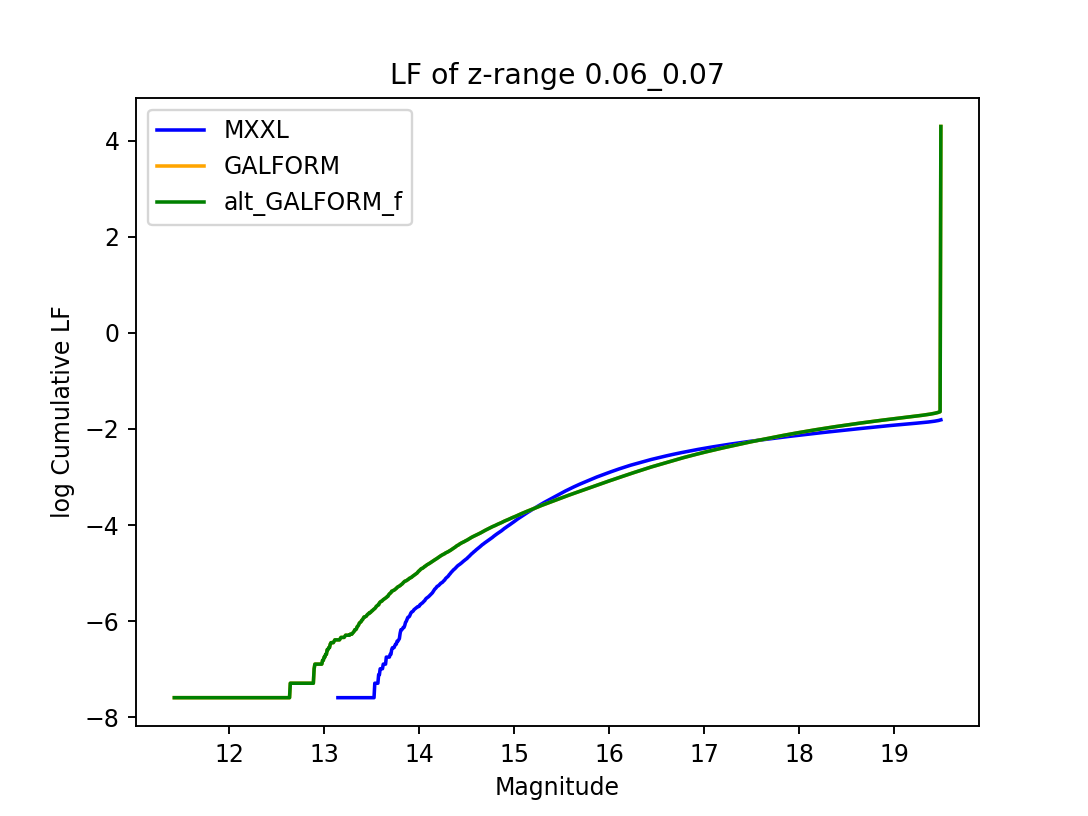 LF of z-range 0.06_0.07
MXXL
GALFORM
alt_GALFORM_f
log Cumulative LF
4
2
0
−2
−4
−6
−8
12 13 14 15 16 17 18 19
Magnitude